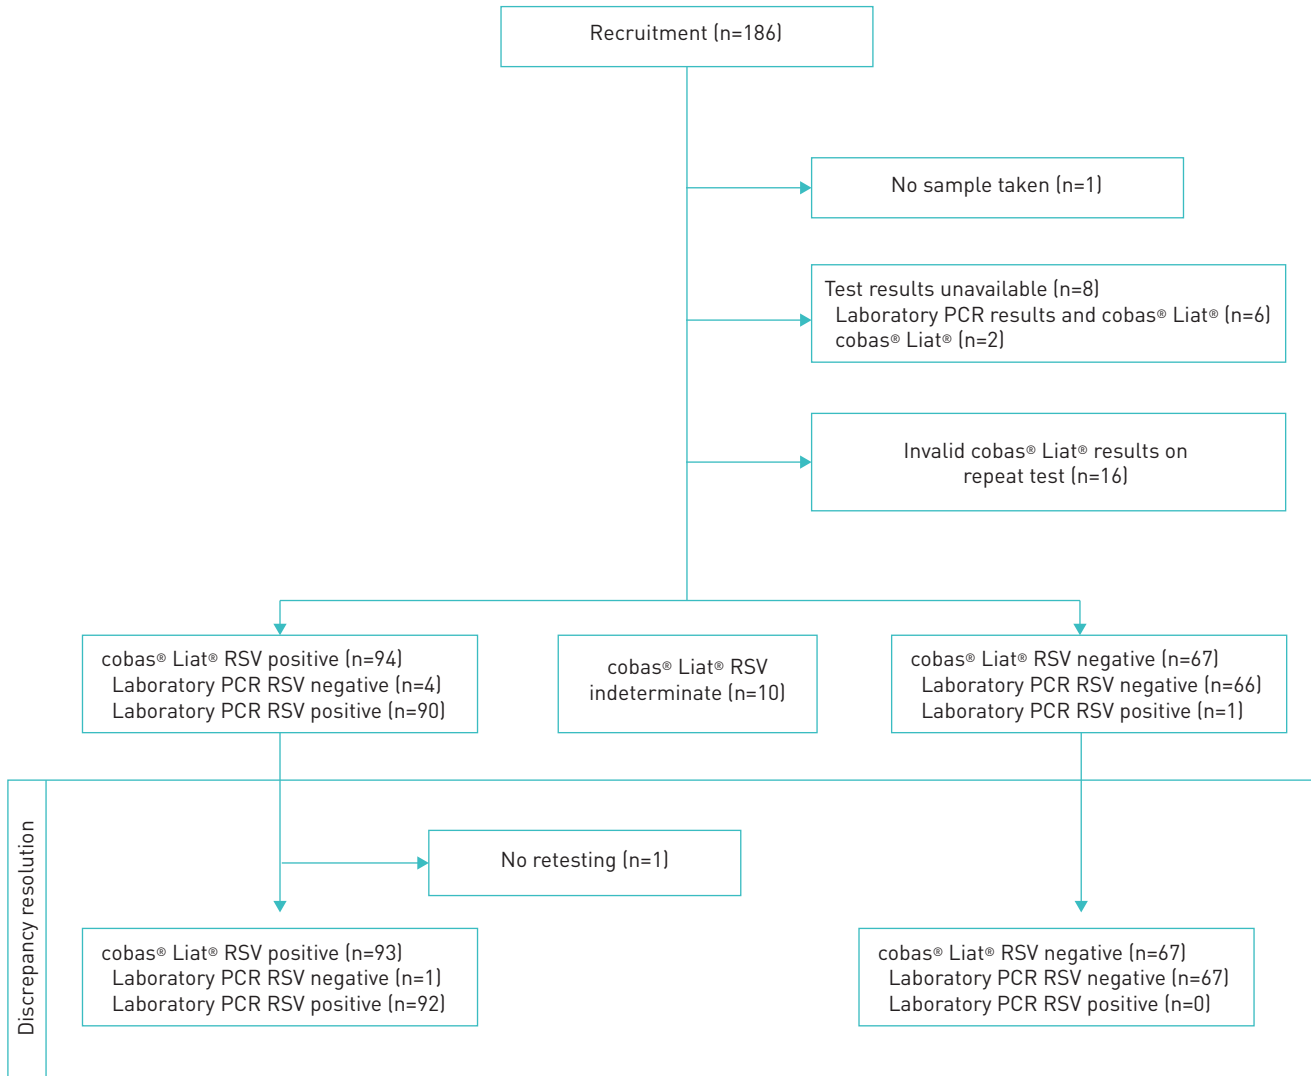 Recruitment (n=186)
No sample taken (n=1)
Test results unavailable (n=8)
Laboratory PCR results and cobas® Liat® (n=6)
cobas® Liat® (n=2)
Invalid cobas® Liat® results on
repeat test (n=16)
cobas® Liat® RSV positive (n=94)
Laboratory PCR RSV negative (n=4)
Laboratory PCR RSV positive (n=90)
cobas® Liat® RSV
indeterminate (n=10)
cobas® Liat® RSV negative (n=67)
Laboratory PCR RSV negative (n=66)
Laboratory PCR RSV positive (n=1)
Discrepancy resolution
No retesting (n=1)
cobas® Liat® RSV positive (n=93)
Laboratory PCR RSV negative (n=1)
Laboratory PCR RSV positive (n=92)
cobas® Liat® RSV negative (n=67)
Laboratory PCR RSV negative (n=67)
Laboratory PCR RSV positive (n=0)